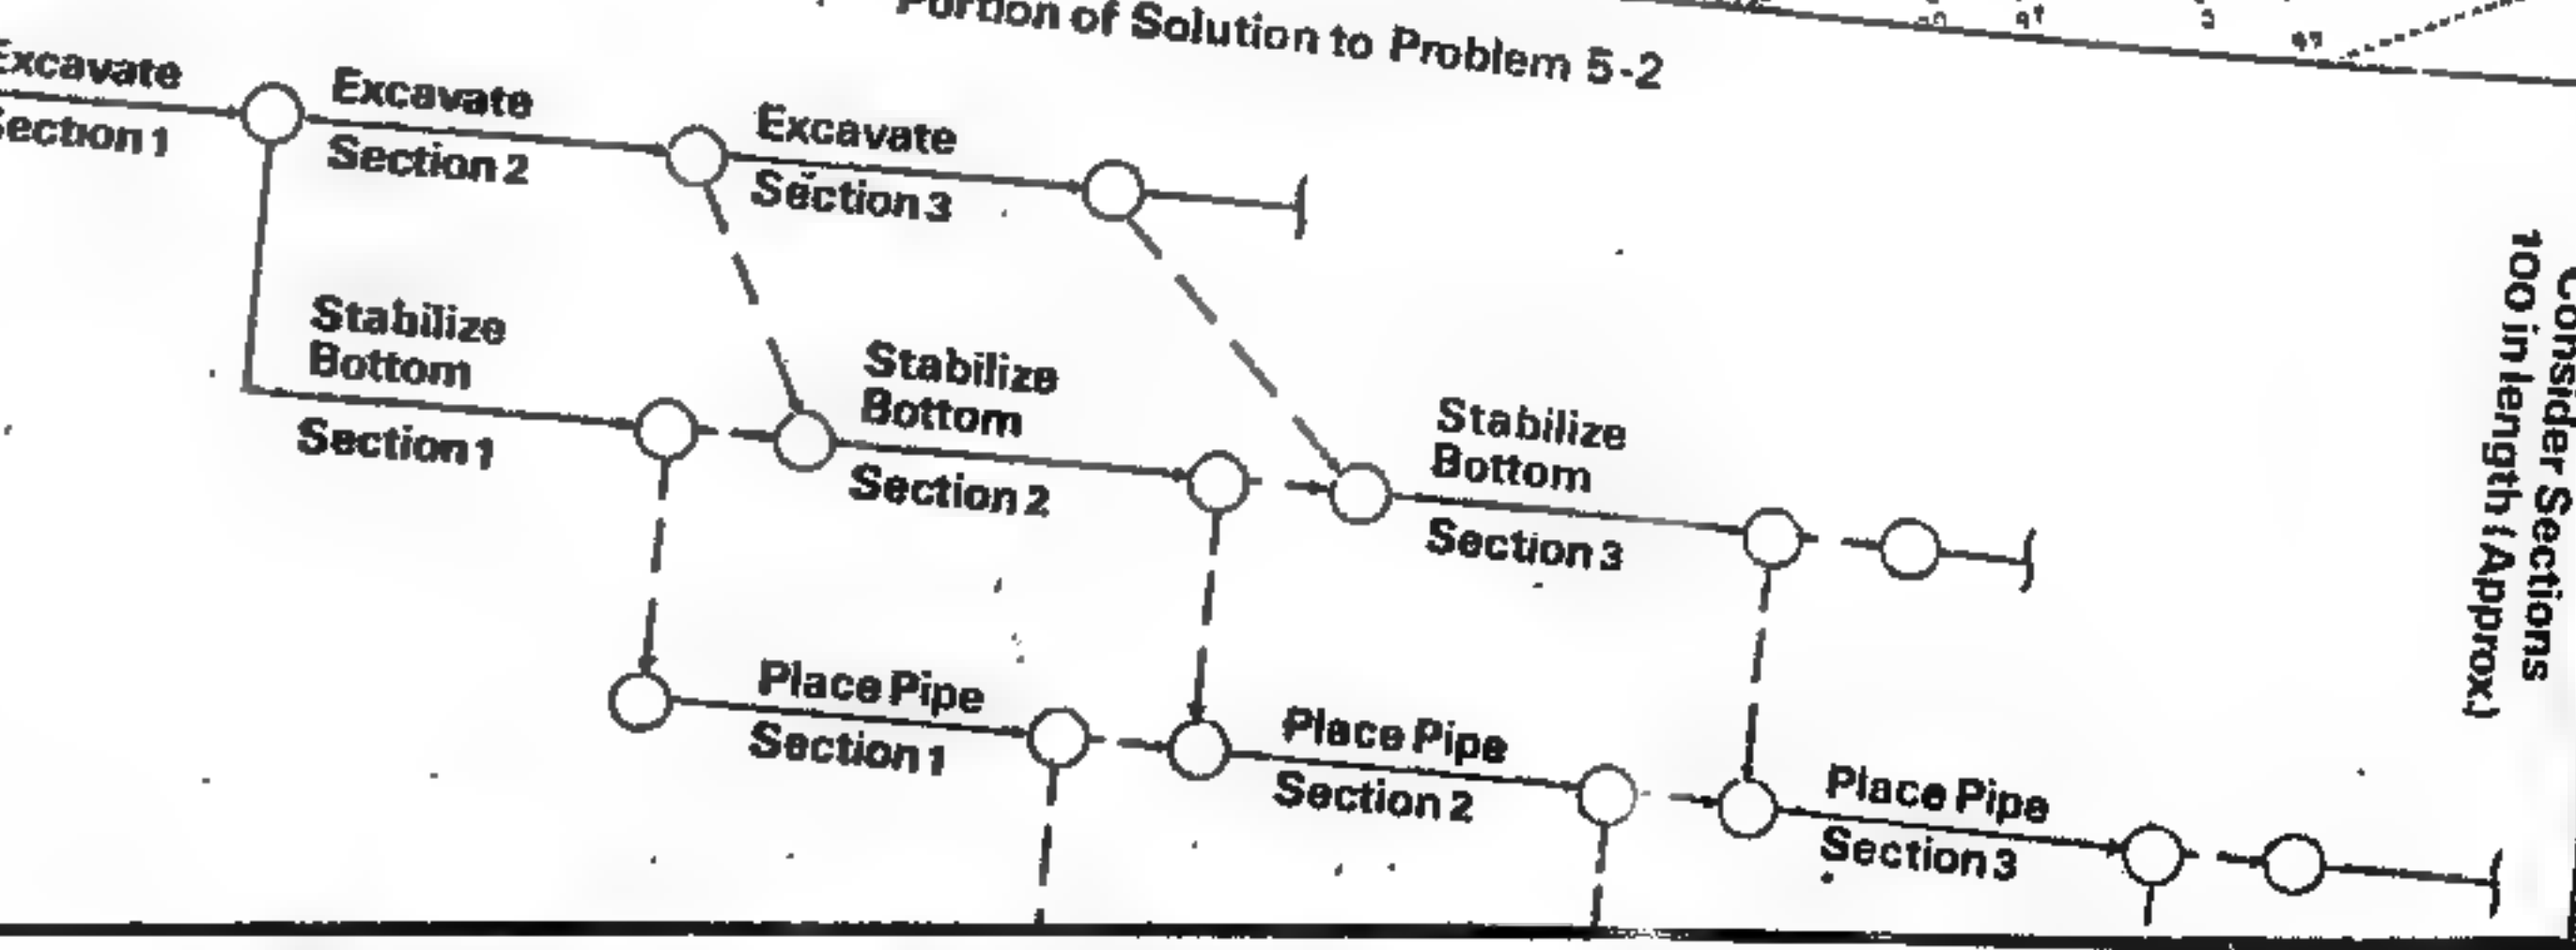 Portion of Solution to Problem 5-2
Excavate
Section 1
Excavate
Section 2
Excavate
Section 3
Stabilize
Bottom
Section 1
Stabilize
Bottom
Section 2
Stabilize
Bottom
Section 3
Place Pipe
Section 1
Place Pipe
Section 2
Place Pipe
Section 3
Consider Sections
100 in length (Approx.)